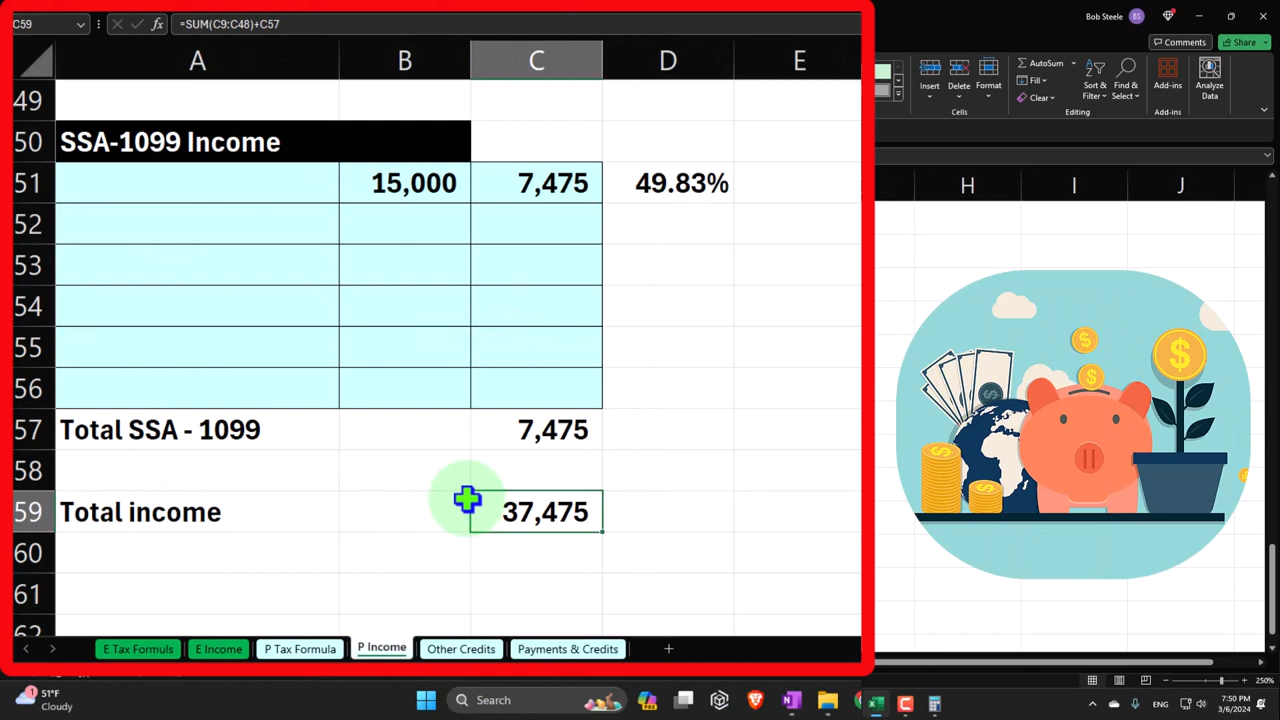 Bob Steele BS
C59 =SUM(C9:C48)+C57
Comments Share
A B C D E
49
50 SSA-1099 Income
51 15,000 7,475 49.83%
52
53
54
55
56
57 Total SSA - 1099 7,475
58
59 Total income 37,475
60
61
62
E Tax Formuls E Income P Tax Formula P Income Other Credits Payments & Credits
Insert Delete Format
AutoSum
Fill
Clear
Sort & Filter Find & Select
Add-ins
Analyze Data
Cells Editing Add-ins
H I J
250%
1 51°F
Cloudy
Search
ENG
7:50 PM
3/6/2024